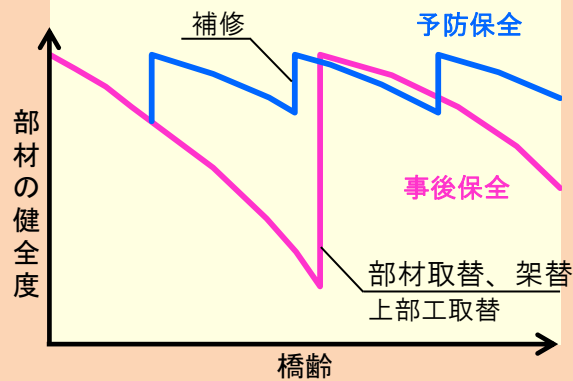 補修
予防保全
部材の健全度
事後保全
部材取替、架替
上部工取替
橋齢